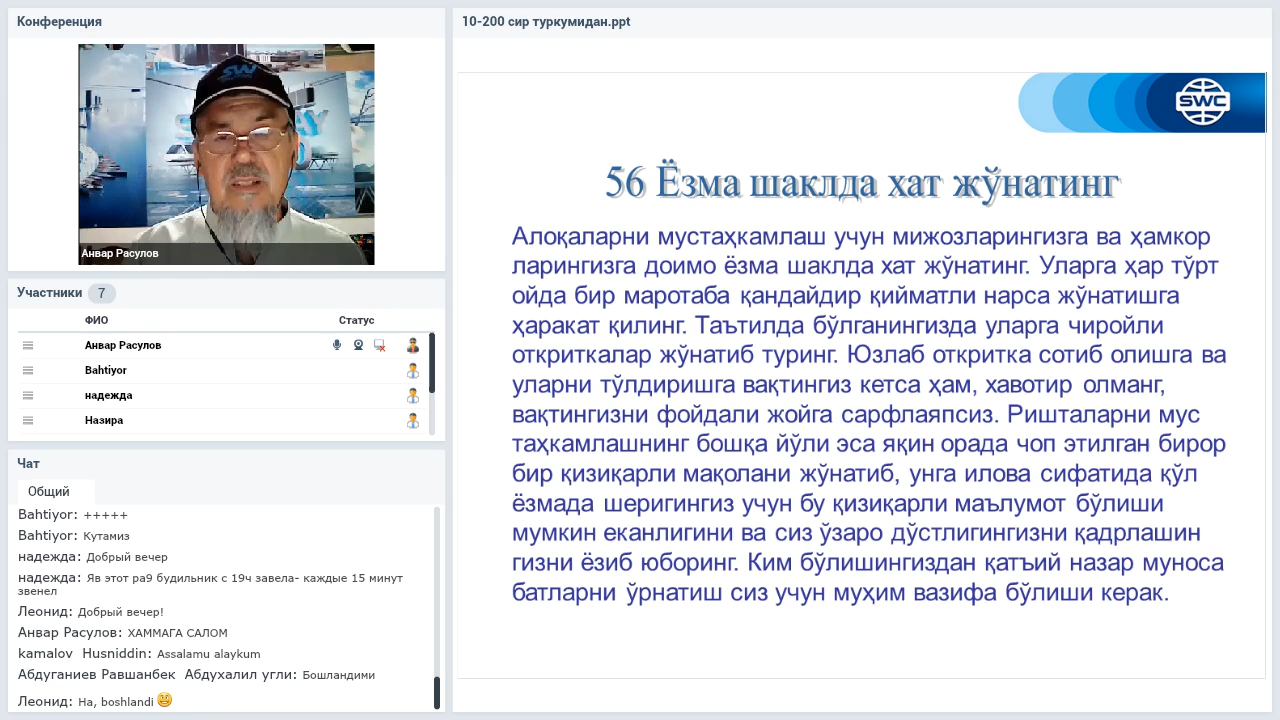 Конференция
Анвар Расулов
Участники 7
ФИО Статус
Анвар Расулов
Bahtiyor
надежда
Назира
Чат
Общий
Bahtiyor: +++++
Bahtiyor: Кутамиз
надежда: Добрый вечер
надежда: Яв этот ра9 будильник с 19ч завела- каждые 15 минут
звенел
Леонид: Добрый вечер!
Анвар Расулов: ХАММАГА САЛОМ
kamalov Husniddin: Assalamu alaykum
Абдуганиев Равшанбек Абдухалил угли: Бошландими
Леонид: На, boshlandi
10-200 сир туркумидан.ppt
SWC
56 Ёзма шаклда хат жўнатинг
Алоқаларни мустаҳкамлаш учун мижозларингизга ва ҳамкор
ларингизга доимо ёзма шаклда хат жўнатинг. Уларга ҳар тўрт
ойда бир маротаба қандайдир қийматли нарса жўнатишга
ҳаракат қилинг. Таътилда бўлганингизда уларга чиройли
откриткалар жўнатиб туринг. Юзлаб откритка сотиб олишга ва
уларни тўлдиришга вақтингиз кетса ҳам, хавотир олманг,
вақтингизни фойдали жойга сарфлаяпсиз. Ришталарни мус
таҳкамлашнинг бошқа йўли эса яқин орада чоп этилган бирор
бир қизиқарли мақолани жўнатиб, унга илова сифатида қўл
ёзмада шеригингиз учун бу қизиқарли маълумот бўлиши
мумкин еканлигини ва сиз ўзаро дўстлигингизни қадрлашин
гизни ёзиб юборинг. Ким бўлишингиздан қатъий назар муноса
батларни ўрнатиш сиз учун муҳим вазифа бўлиши керак.